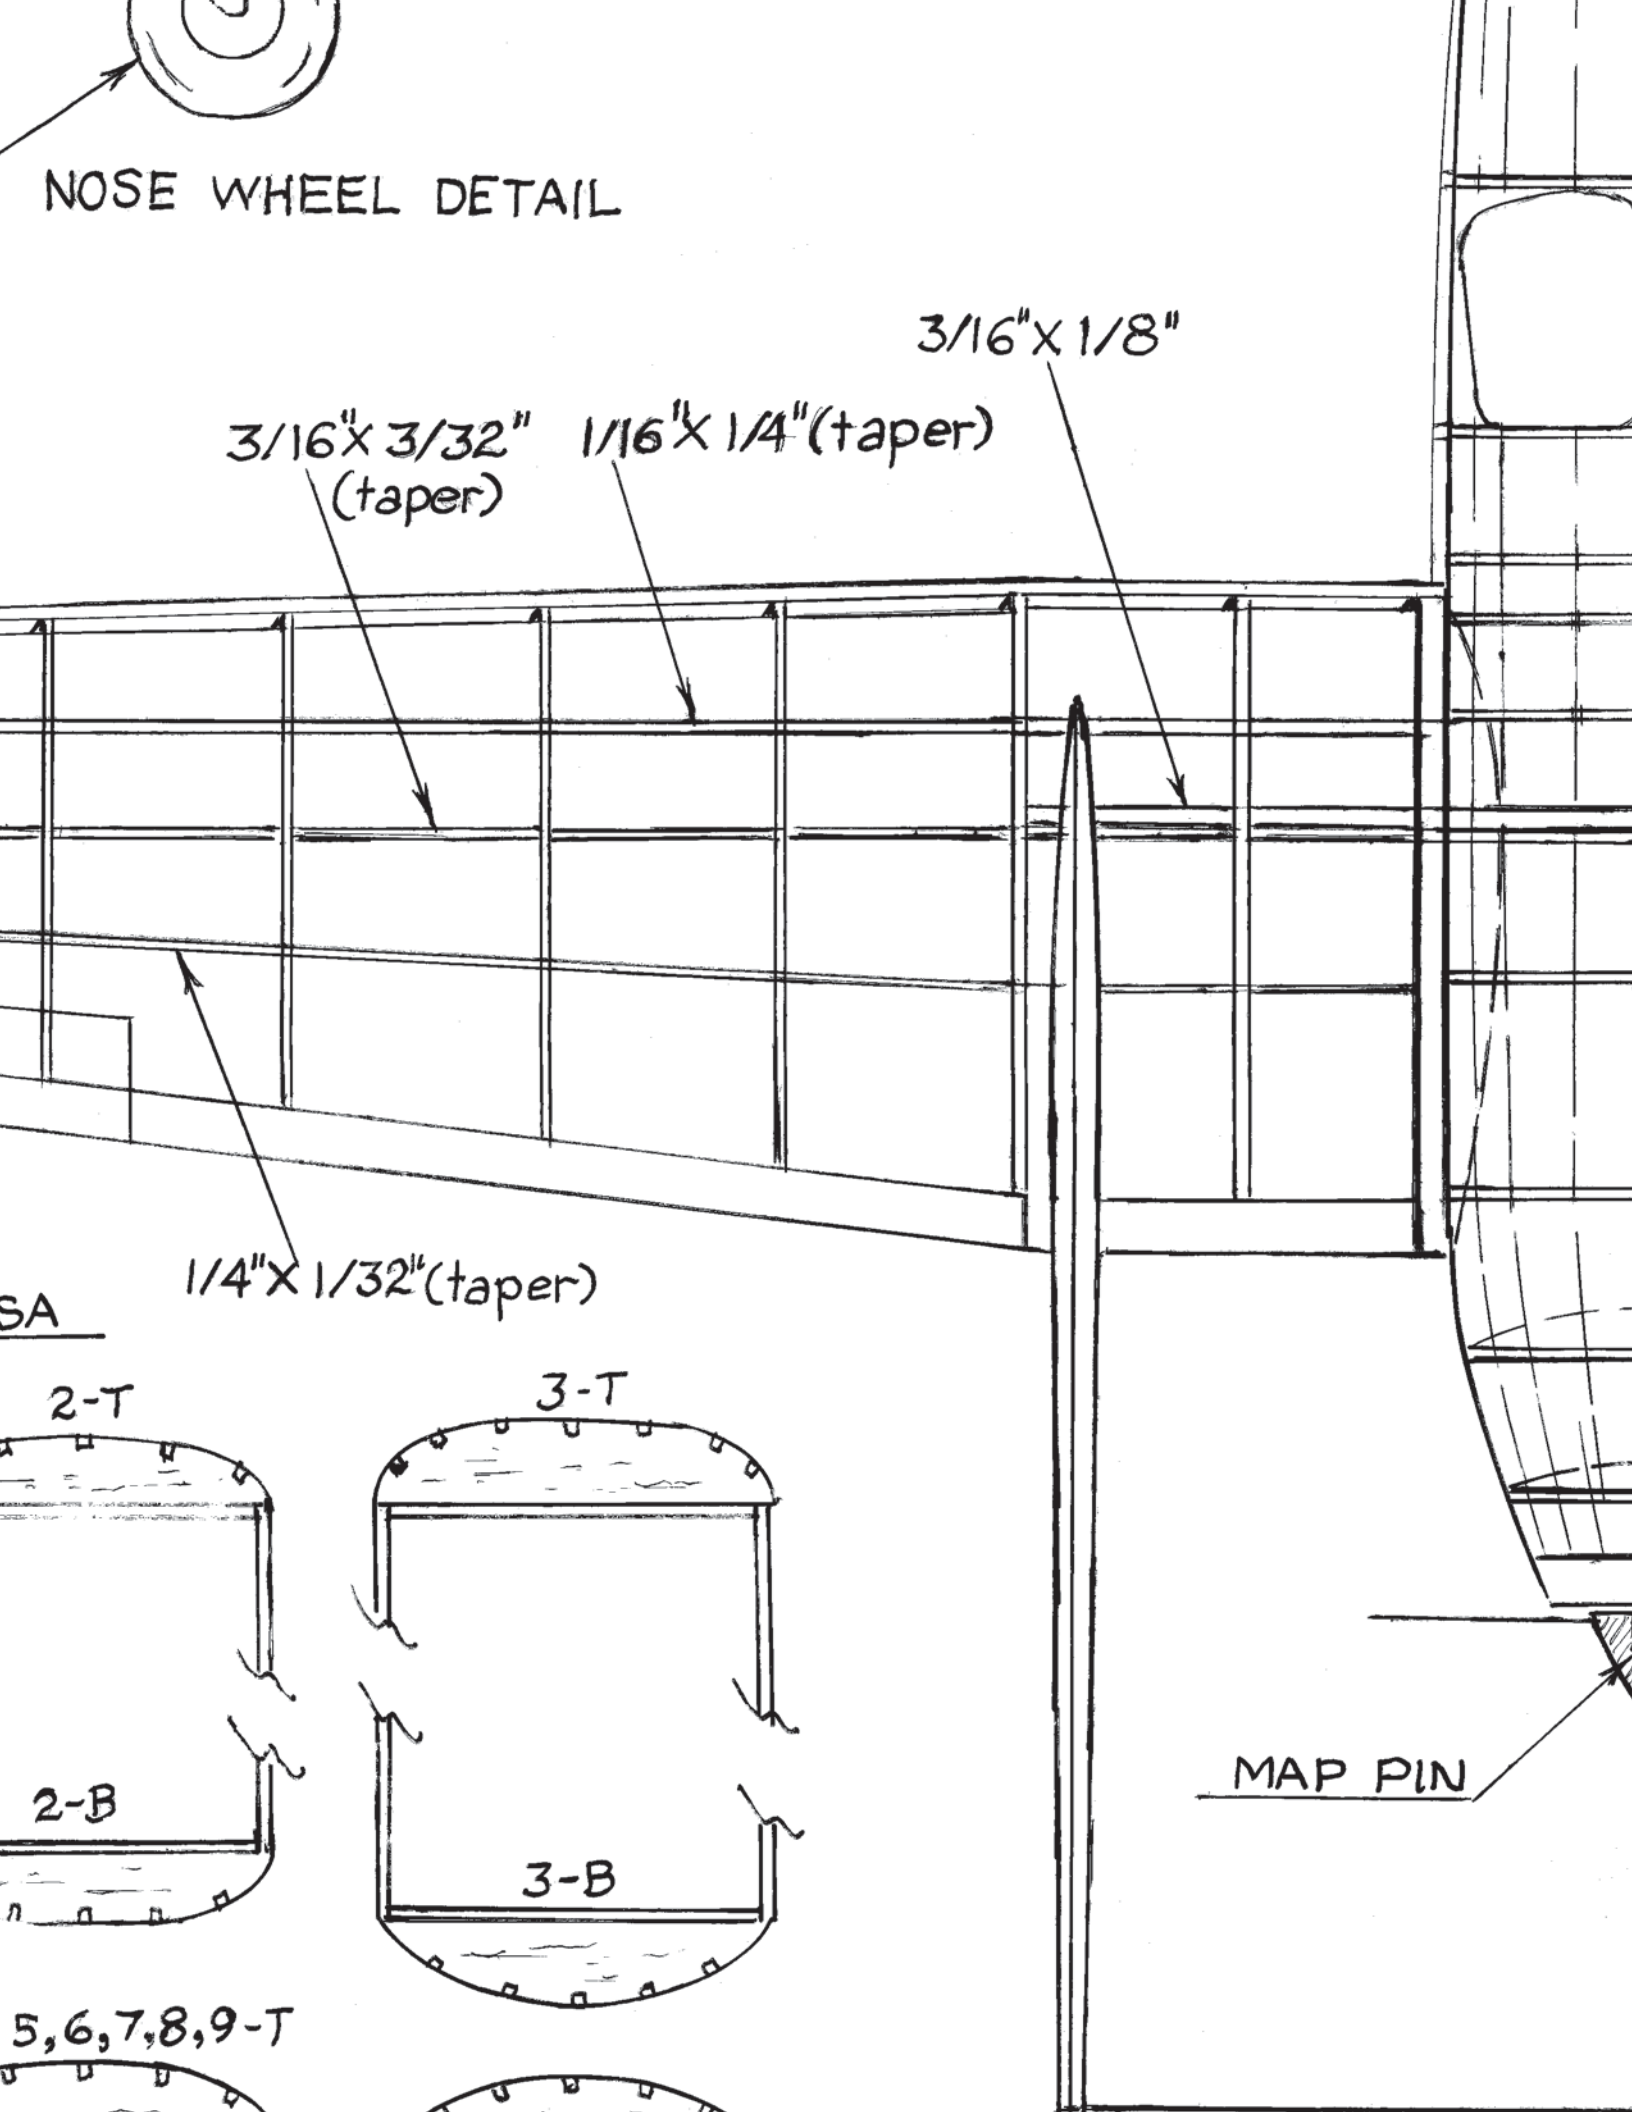 NOSE WHEEL DETAIL
3/16"X 1/8"
3/16"X 3/32"
(taper)
1/16"X 1/4"(taper)
1/4"X 1/32"(taper)
SA
2-T
3-T
MAP PIN
2-B
3-B
5,6,7,8,9-T